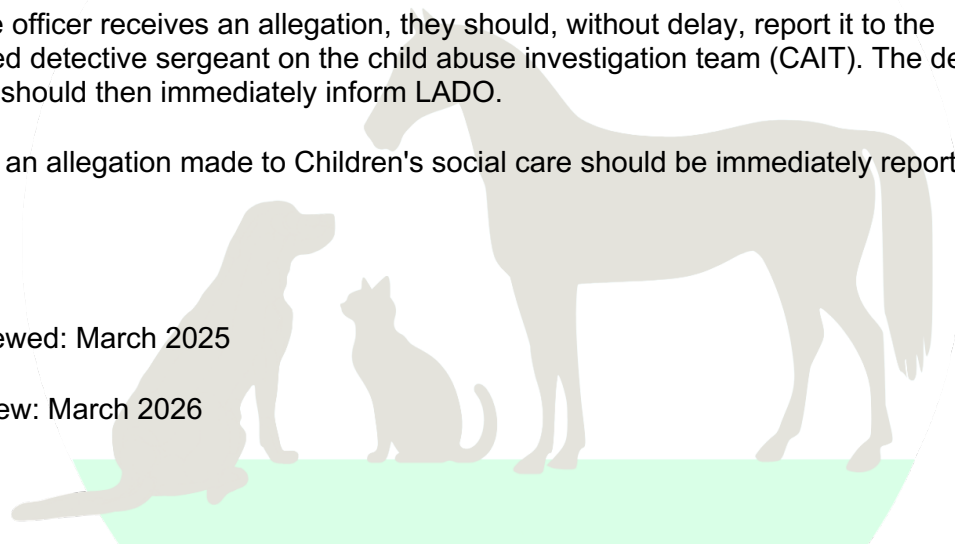 e officer receives an allegation, they should, without delay, report it to the
ed detective sergeant on the child abuse investigation team (CAIT). The de
should then immediately inform LADO.
an allegation made to Children's social care should be immediately report
ewed: March 2025
ew: March 2026